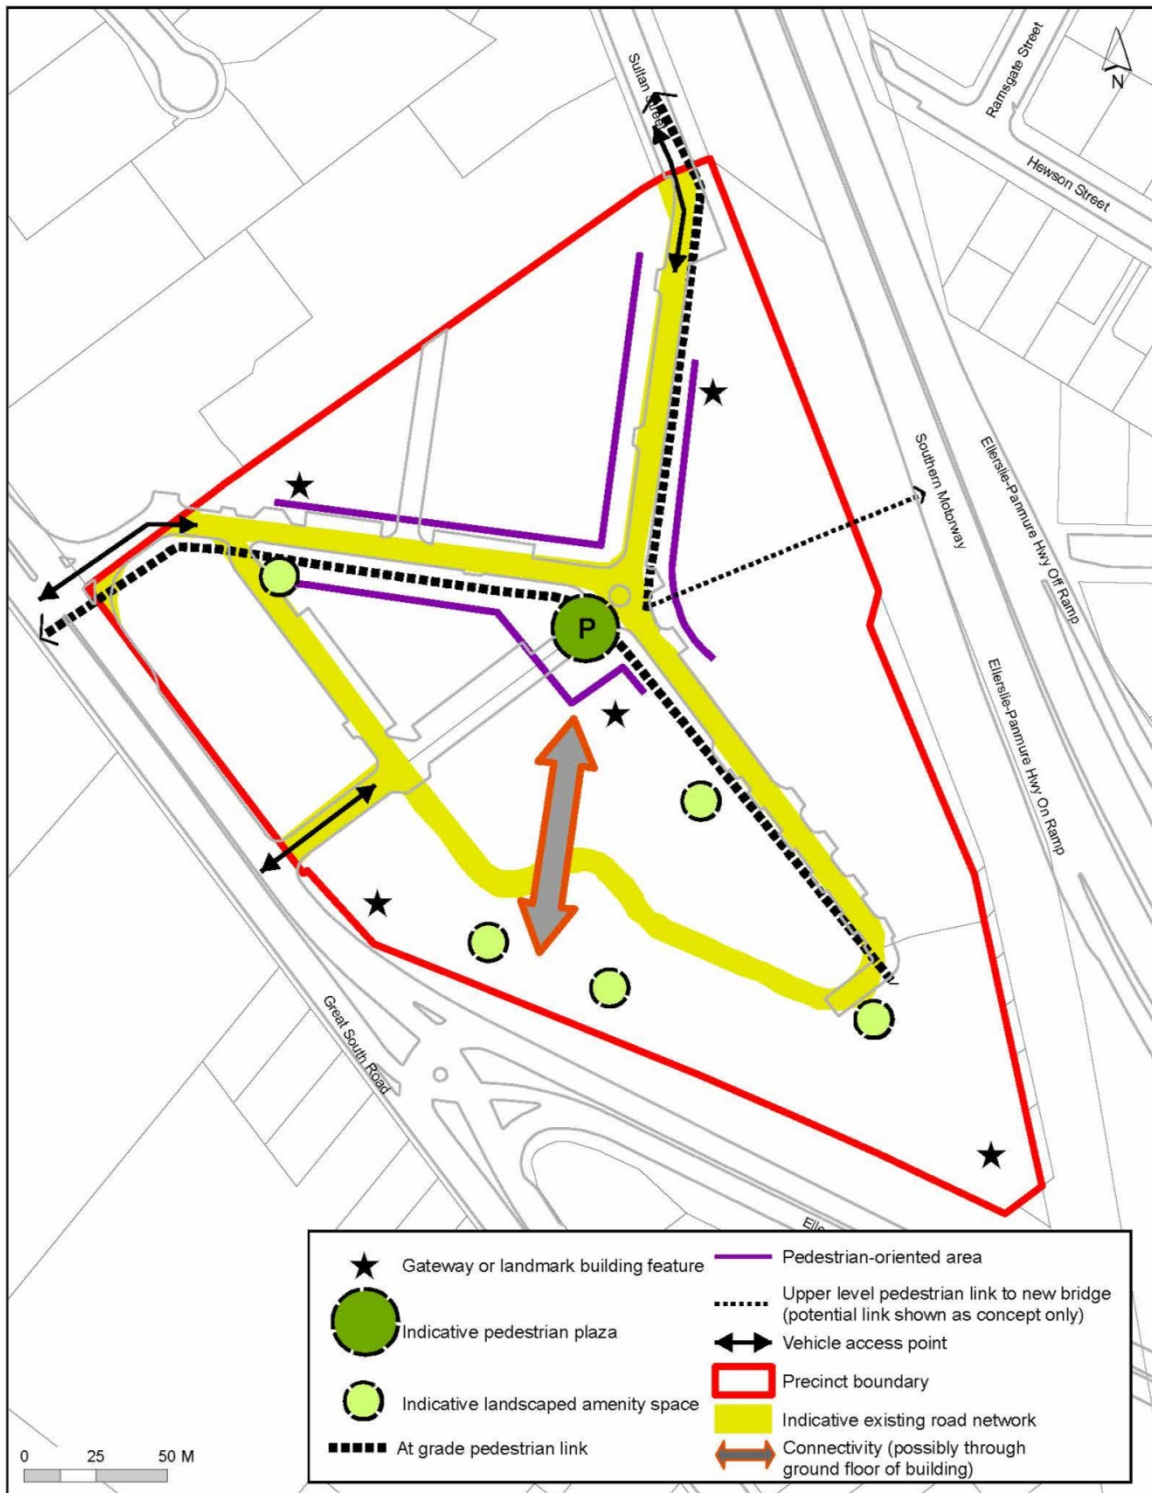 Sultan Street
Ramsgate Street
N
Hewson Street
Southern Motorway
Ellerslie-Panmure Hwy Off Ramp
P
Ellerslie-Panmure Hwy On Ramp
Great South Road
Elle
Gateway or landmark building feature
Indicative pedestrian plaza
Indicative landscaped amenity space
At grade pedestrian link
Pedestrian-oriented area
Upper level pedestrian link to new bridge
(potential link shown as concept only)
Vehicle access point
Precinct boundary
Indicative existing road network
Connectivity (possibly through
ground floor of building)
0 25 50 M